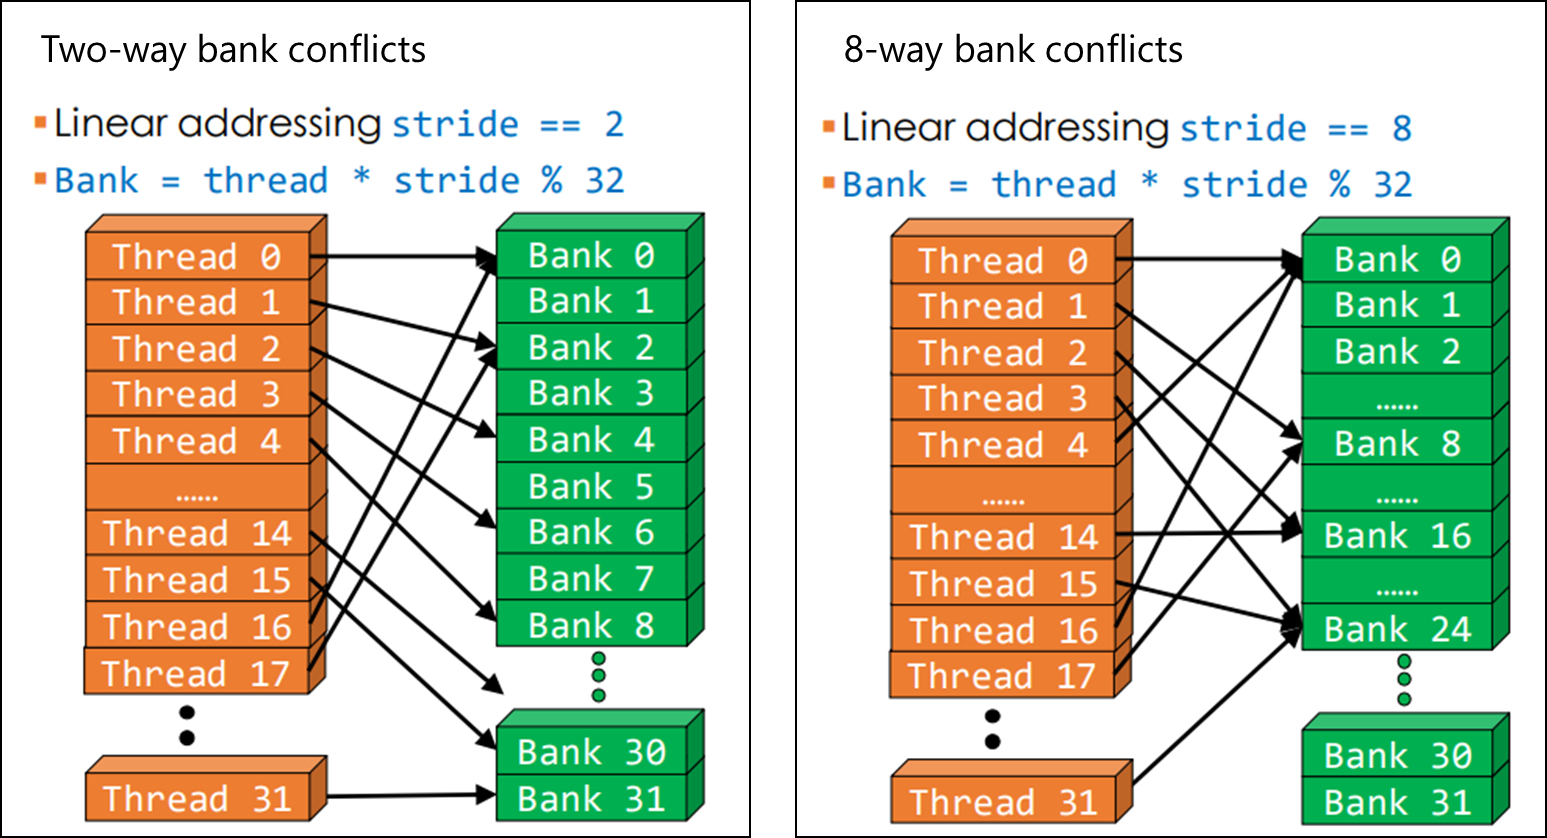 Two-way bank conflicts
Linear addressing stride == 2
Bank = thread * stride % 32
Thread 0
Thread 1
Thread 2
Thread 3
Thread 4
......
Thread 14
Thread 15
Thread 16
Thread 17
Thread 31
Bank 0
Bank 1
Bank 2
Bank 3
Bank 4
Bank 5
Bank 6
Bank 7
Bank 8
Bank 30
Bank 31
8-way bank conflicts
Linear addressing stride == 8
Bank = thread * stride % 32
Thread 0
Thread 1
Thread 2
Thread 3
Thread 4
......
Thread 14
Thread 15
Thread 16
Thread 17
Thread 31
Bank 0
Bank 1
Bank 2
......
Bank 8
......
Bank 16
......
Bank 24
Bank 30
Bank 31